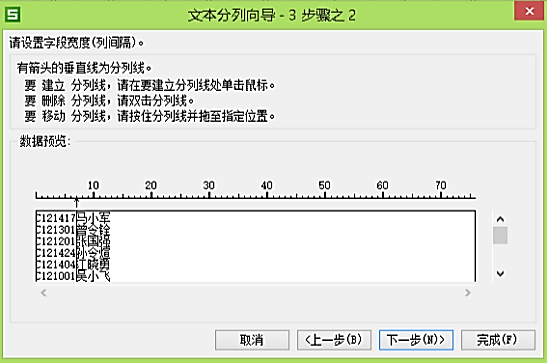 文本分列向导 - 3 步骤之 2
请设置字段宽度(列间隔)。
有箭头的垂直线为分列线。
要 建立 分列线，请在要建立分列线处单击鼠标。
要 删除 分列线，请双击分列线。
要 移动 分列线，请按住分列线并拖至指定位置。
数据预览:
10 20 30 40 50 60 70
C121417马小军
C121301曾令铨
C121201张国强
C121424孙令煊
C121404江晓勇
C121001吴小飞
取消 <上一步(B) 下一步(N)> 完成(F)